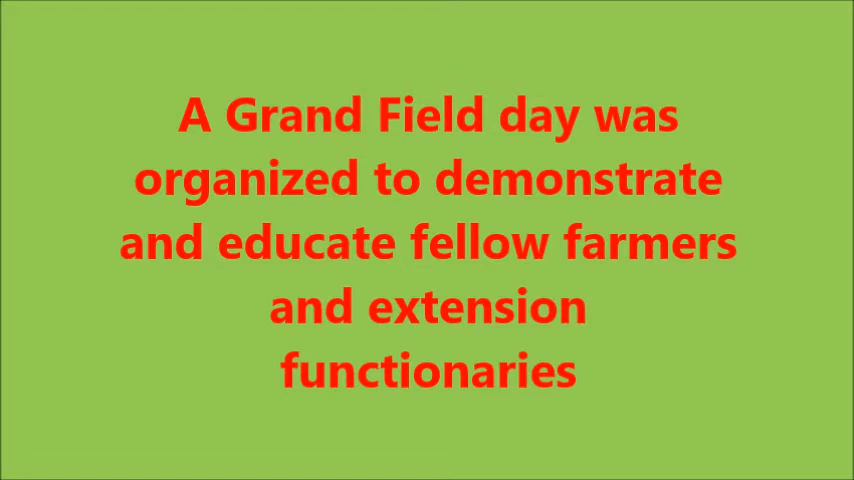 A Grand Field day was
organized to demonstrate
and educate fellow farmers
and extension
functionaries